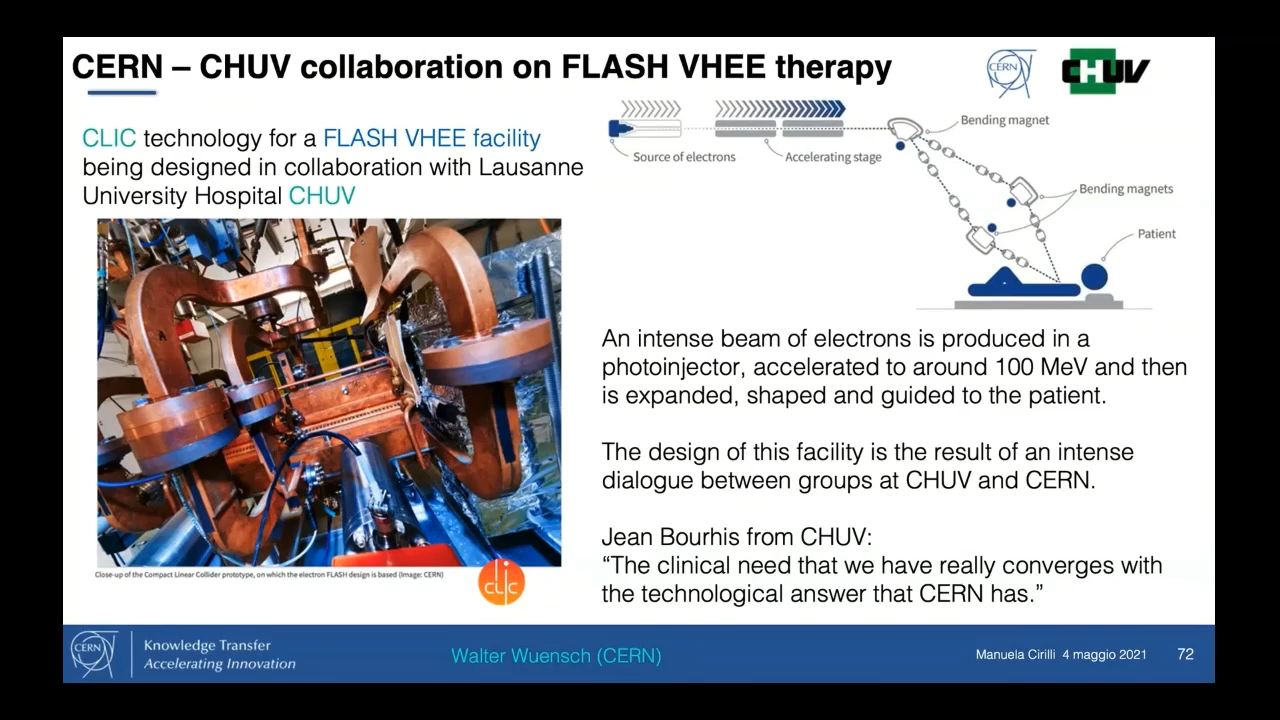 CERN – CHUV collaboration on FLASH VHEE therapy
CERN
CHUV
CLIC technology for a FLASH VHEE facility
being designed in collaboration with Lausanne
University Hospital CHUV
Source of electrons
Accelerating stage
Bending magnet
Bending magnets
Patient
An intense beam of electrons is produced in a
photoinjector, accelerated to around 100 MeV and then
is expanded, shaped and guided to the patient.
The design of this facility is the result of an intense
dialogue between groups at CHUV and CERN.
Jean Bourhis from CHUV:
“The clinical need that we have really converges with
the technological answer that CERN has.”
Close-up of the Compact Linear Collider prototype, on which the electron FLASH design is based (Image: CERN)
clic
CERN
Knowledge Transfer
Accelerating Innovation
Walter Wuensch (CERN)
Manuela Cirilli 4 maggio 2021
72